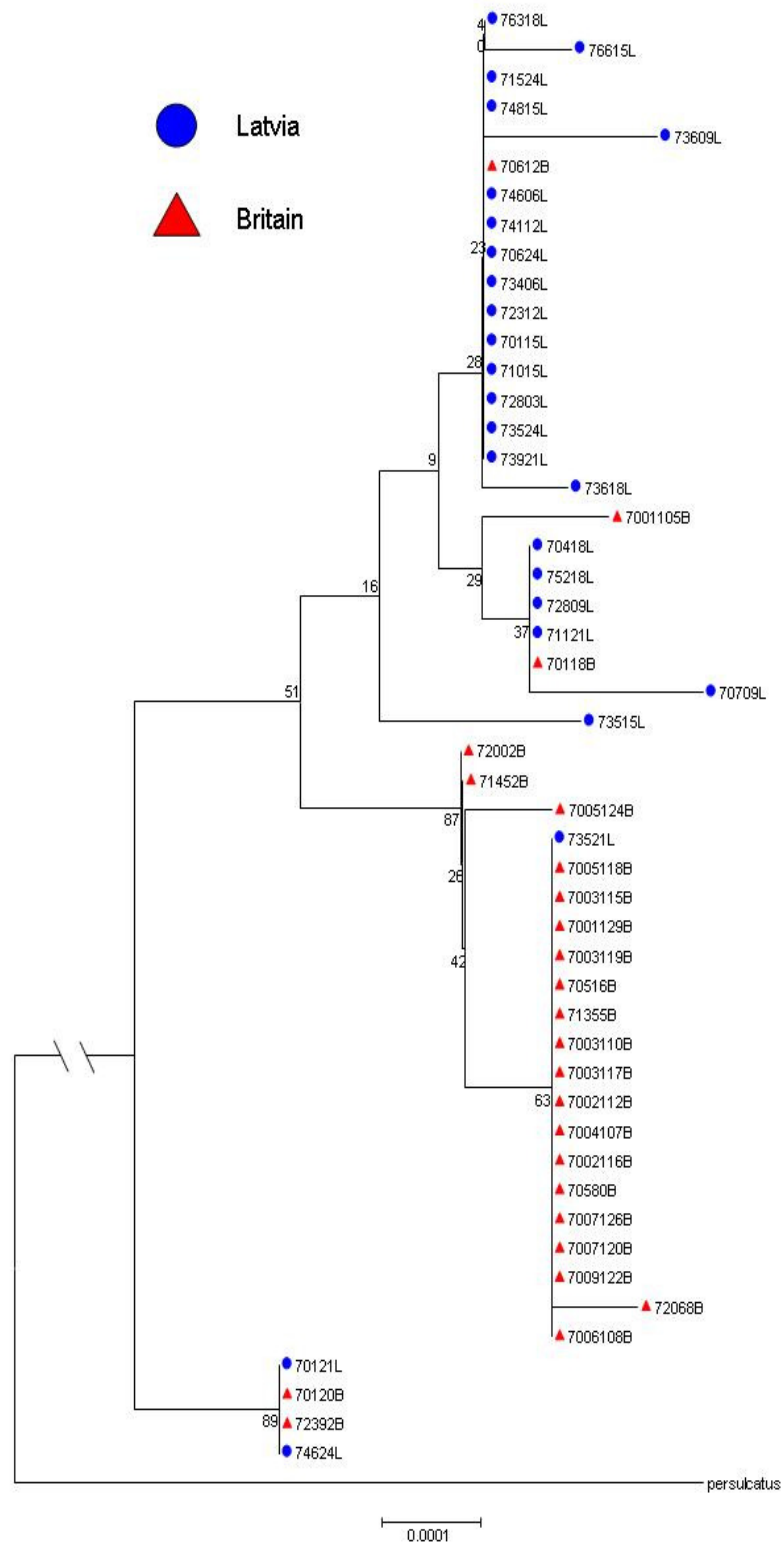 4
76318L
0
76615L
71524L
74815L
Latvia
73609L
70612B
74606L
Britain
74112L
23
70624L
73406L
72312L
70115L
28
71015L
72803L
73524L
9
73921L
73618L
7001105B
70418L
75218L
29
16
72809L
37
71121L
70118B
51
70709L
73515L
72002B
71452B
7005124B
87
73521L
7005118B
26
7003115B
7001129B
7003119B
42
70516B
71355B
7003110B
7003117B
63
7002112B
7004107B
7002116B
70580B
7007126B
7007120B
7009122B
72068B
7006108B
70121L
70120B
89
72392B
74624L
persulcatus
0.0001